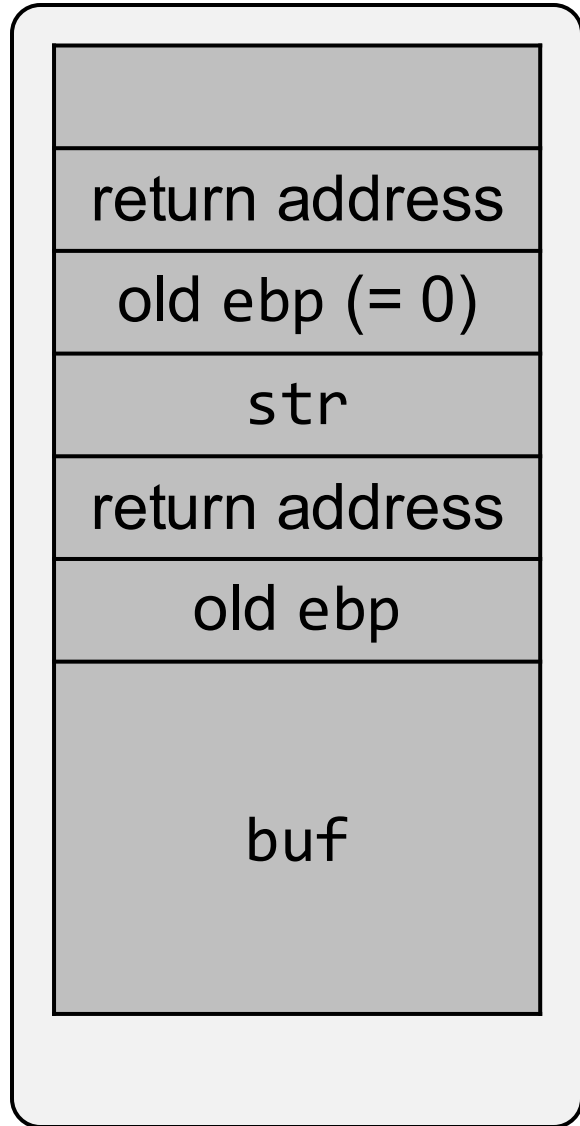 return address
old ebp (= 0)
str
return address
old ebp
buf